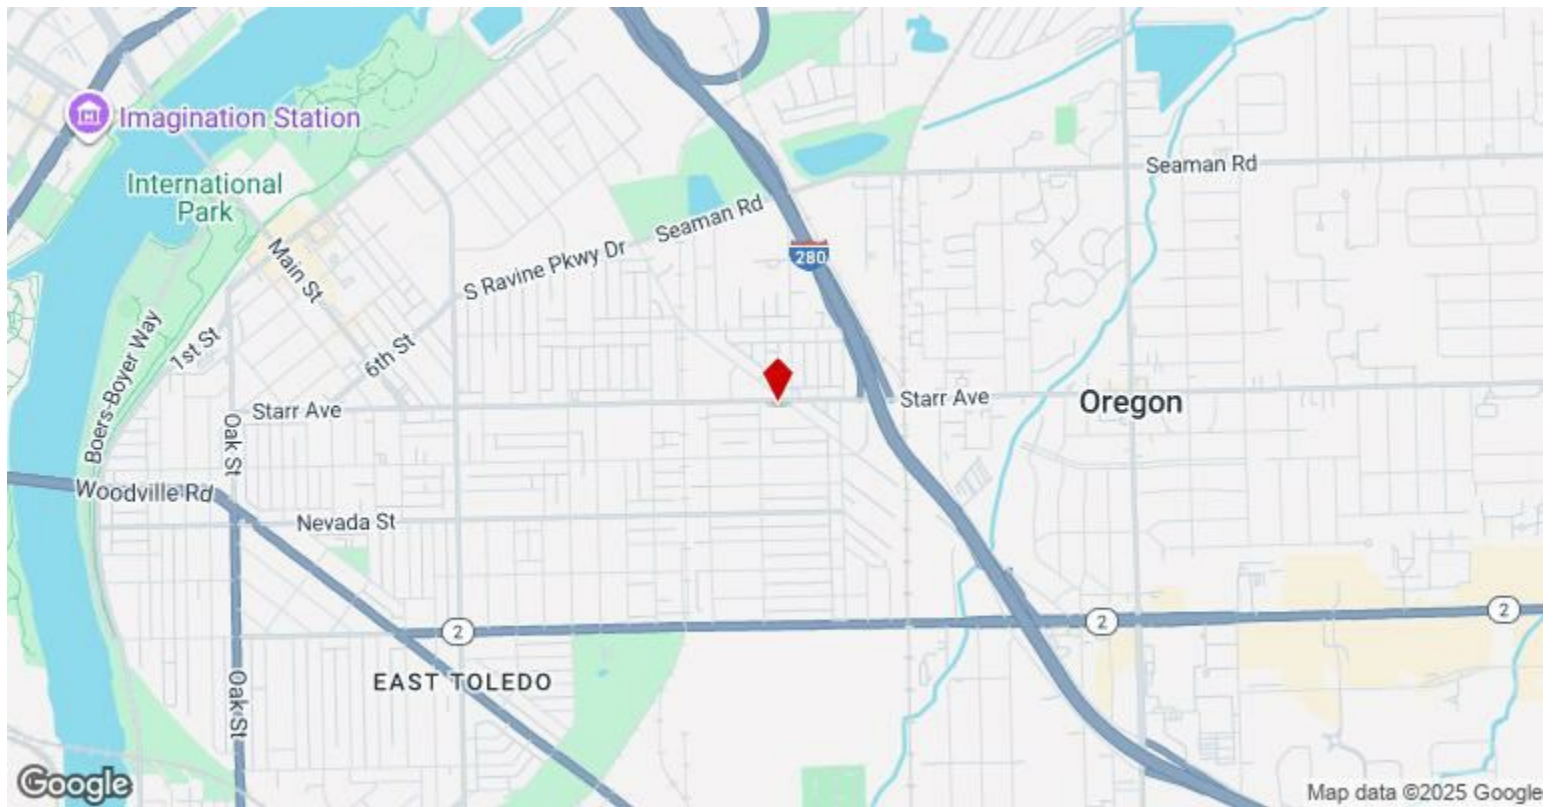 Imagination Station
International
Park
Seaman Rd
Seaman Rd
S Ravine Pkwy Dr
280
Main St
1st St
6th St
Boers-Boyer Way
Starr Ave
Starr Ave
Oregon
Oak St
Woodville Rd
Nevada St
2
2
2
EAST TOLEDO
Oak St
Google
Map data ©2025 Google